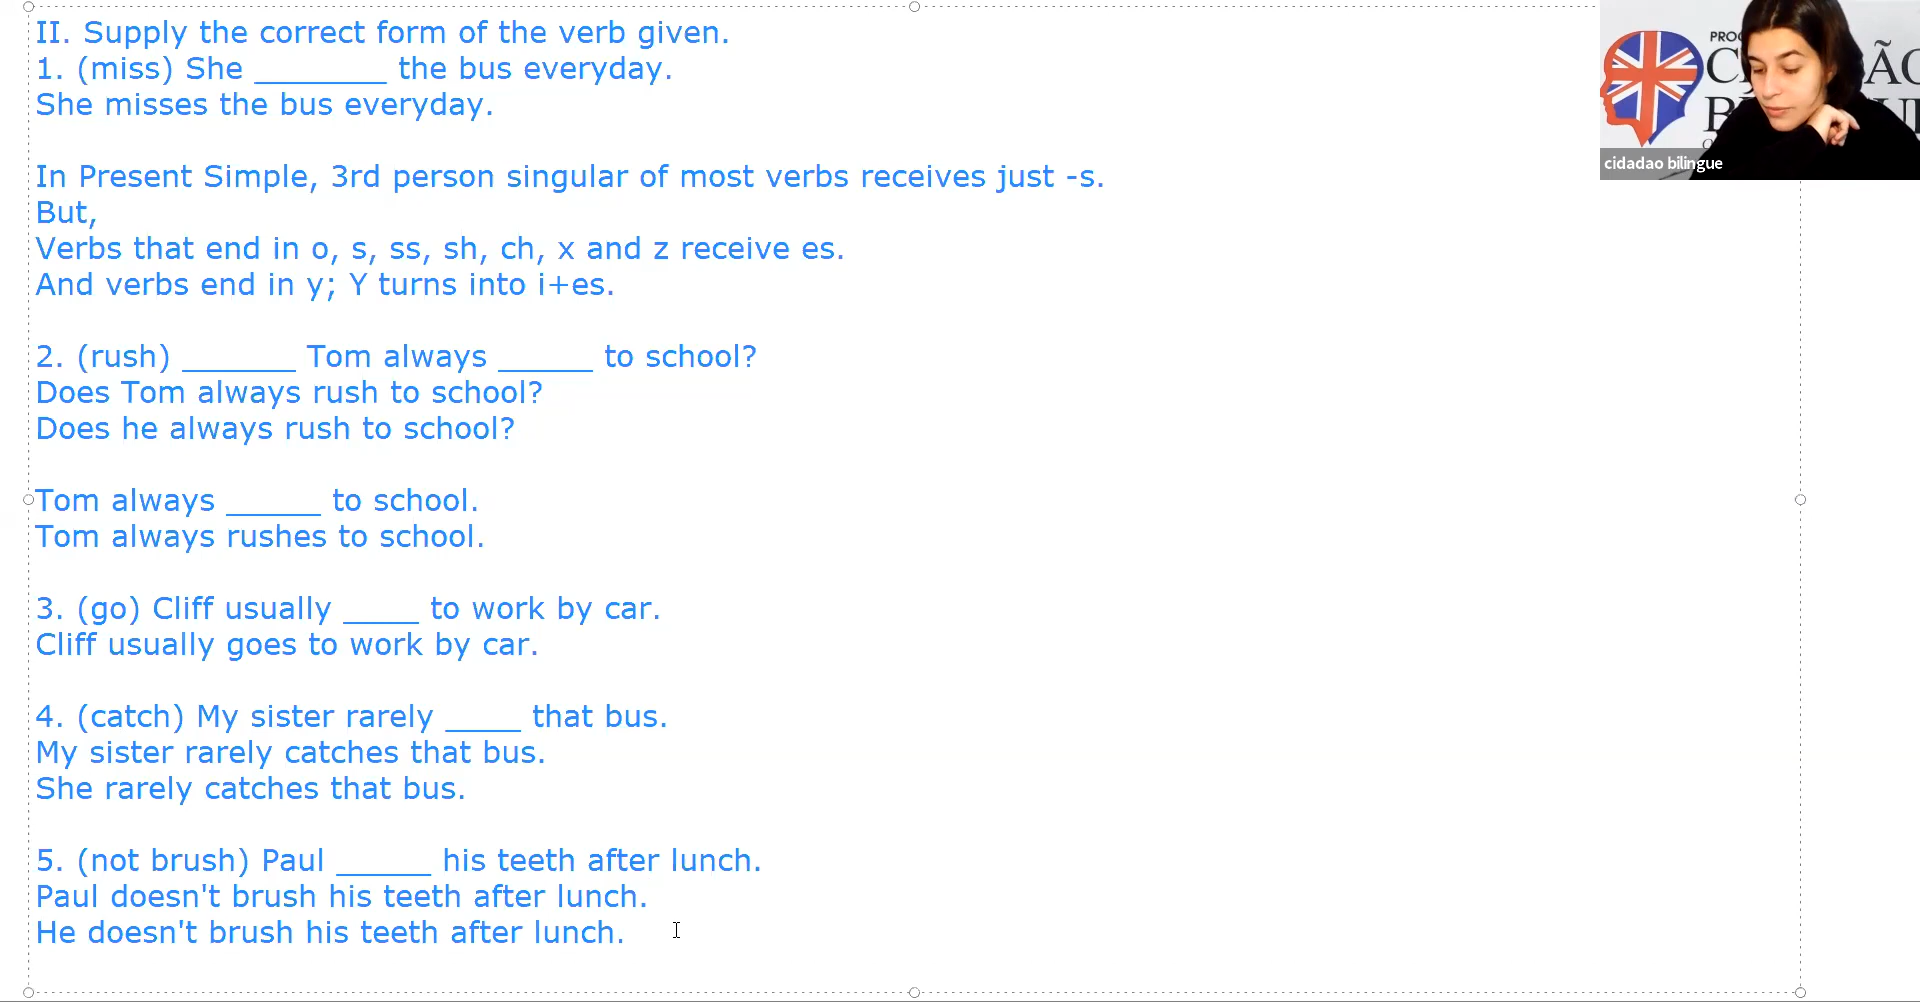 II. Supply the correct form of the verb given.
1. (miss) She _______ the bus everyday.
She misses the bus everyday.
In Present Simple, 3rd person singular of most verbs receives just -s.
But,
Verbs that end in o, s, ss, sh, ch, x and z receive es.
And verbs end in y; Y turns into i+es.
2. (rush) ______ Tom always _____ to school?
Does Tom always rush to school?
Does he always rush to school?
Tom always _____ to school.
Tom always rushes to school.
3. (go) Cliff usually ____ to work by car.
Cliff usually goes to work by car.
4. (catch) My sister rarely ____ that bus.
My sister rarely catches that bus.
She rarely catches that bus.
5. (not brush) Paul _____ his teeth after lunch.
Paul doesn't brush his teeth after lunch.
He doesn't brush his teeth after lunch.
cidadao bilingue